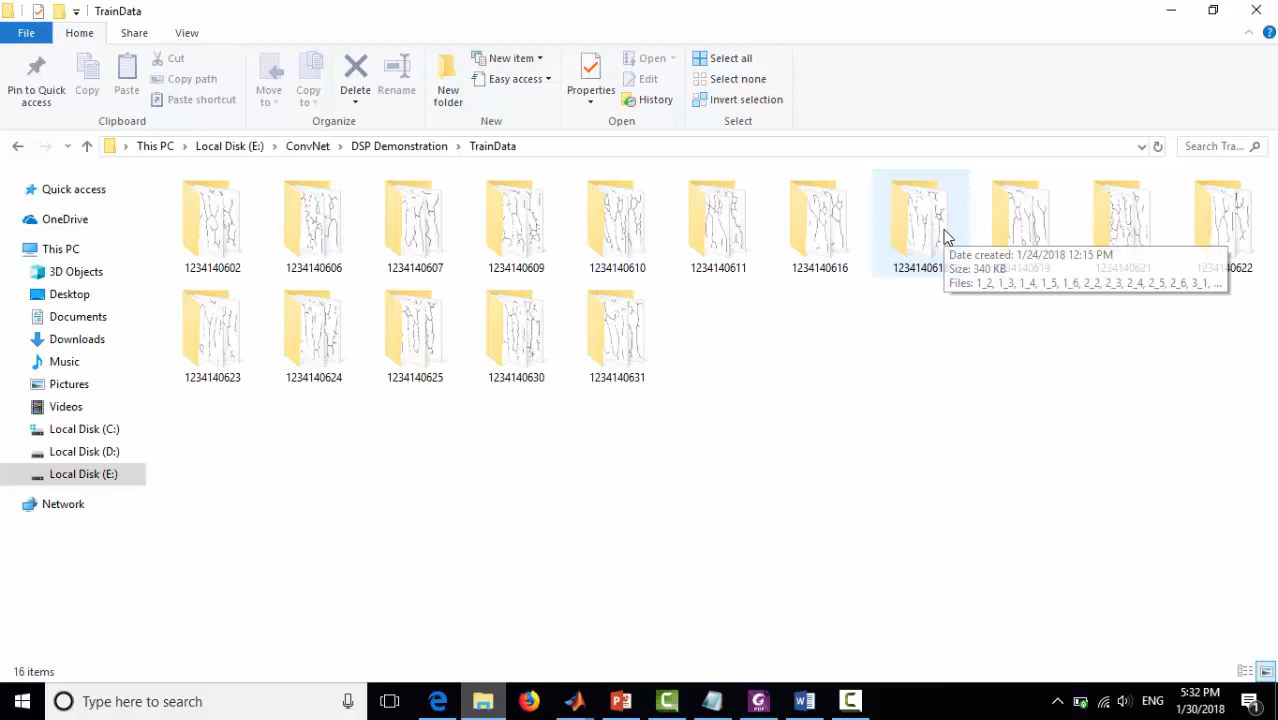 TrainData
File Home Share View
Pin to Quick access
Copy
Paste
Cut
Copy path
Paste shortcut
Clipboard
Move to
Copy to
Delete
Rename
Organize
New folder
New item
Easy access
New
Properties
Open
Edit
History
Open
Select all
Select none
Invert selection
Select
This PC Local Disk (E:) ConvNet DSP Demonstration TrainData
Search Tra...
Quick access
OneDrive
This PC
3D Objects
Desktop
Documents
Downloads
Music
Pictures
Videos
Local Disk (C:)
Local Disk (D:)
Local Disk (E:)
Network
1234140602 1234140606 1234140607 1234140609 1234140610 1234140611 1234140616 1234140619 1234140621 1234140622
Date created: 1/24/2018 12:15 PM
Size: 340 KB
Files: 1_2, 1_3, 1_4, 1_5, 1_6, 2_2, 2_3, 2_4, 2_5, 2_6, 3_1, ...
1234140623 1234140624 1234140625 1234140630 1234140631
16 items
Type here to search
ENG
5:32 PM
1/30/2018